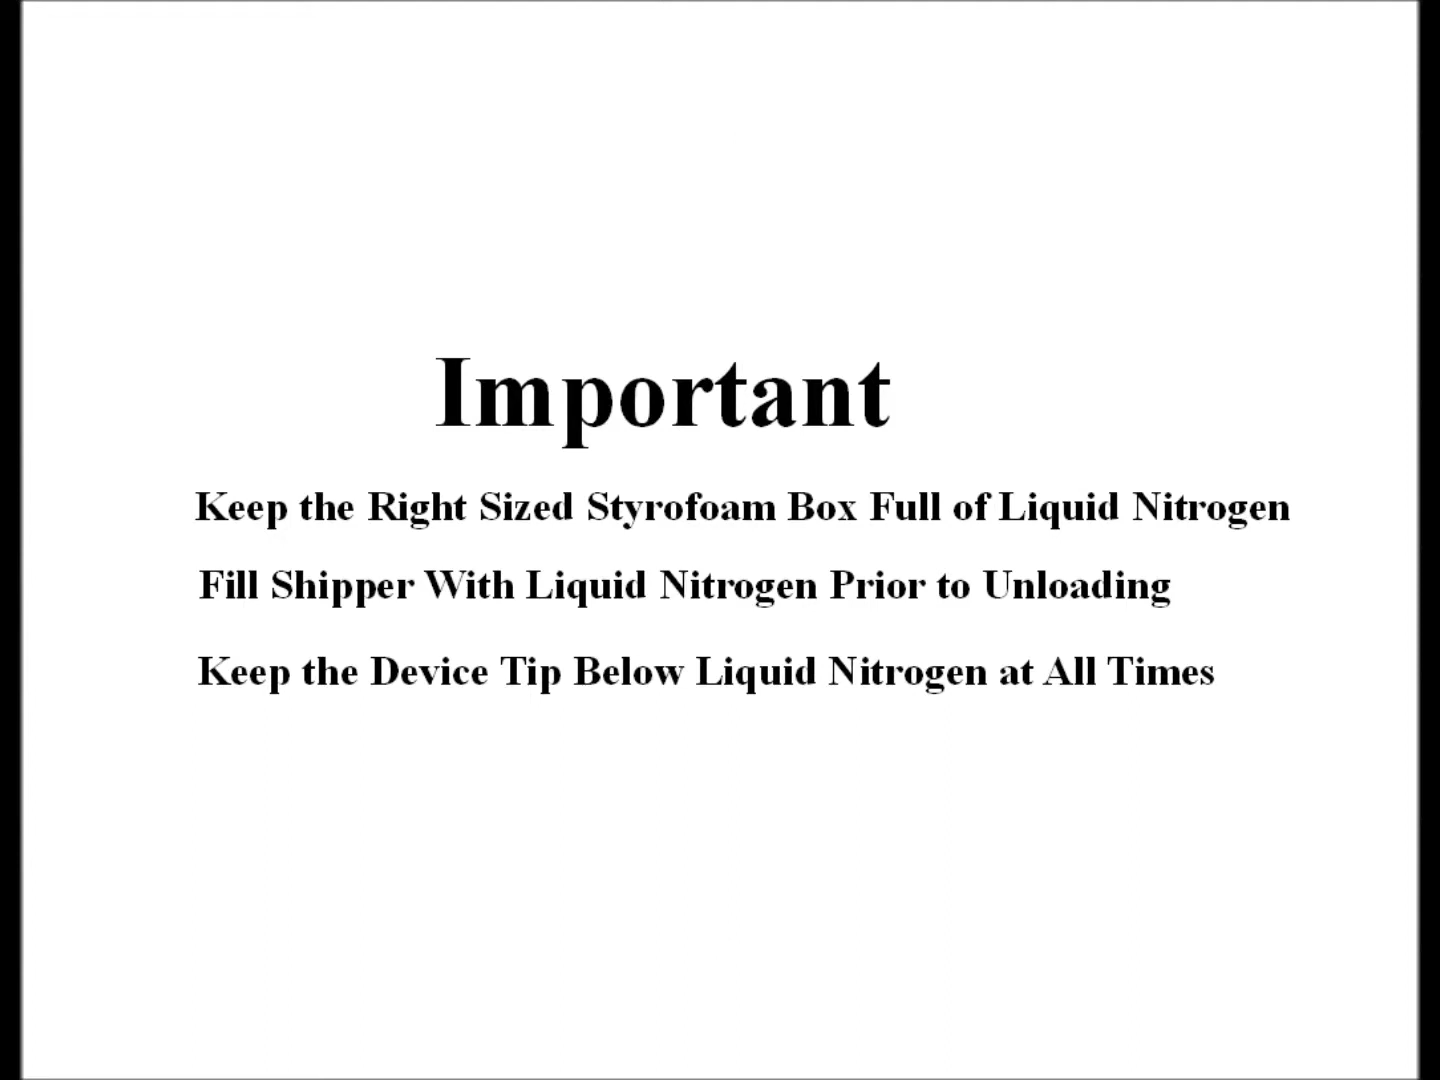 Important
Keep the Right Sized Styrofoam Box Full of Liquid Nitrogen
Fill Shipper With Liquid Nitrogen Prior to Unloading
Keep the Device Tip Below Liquid Nitrogen at All Times